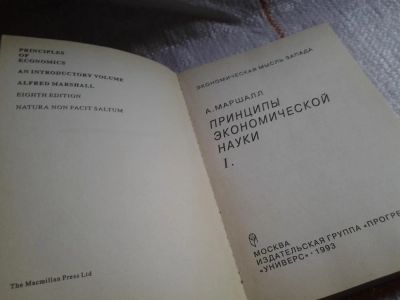 PRINCIPLES
OF
ECONOMICS
AN INTRODUCTORY VOLUME
ALFRED MARSHALL
EIGHTH EDITION
NATURA NON FACIT SALTUM
The Macmillan Press Ltd
ЭКОНОМИЧЕСКАЯ МЫСЛЬ ЗАПАДА
А. МАРШАЛЛ
ПРИНЦИПЫ
ЭКОНОМИЧЕСКОЙ
НАУКИ
I.
МОСКВА
ИЗДАТЕЛЬСКАЯ ГРУППА «ПРОГРЕ
«УНИВЕРС» · 1993